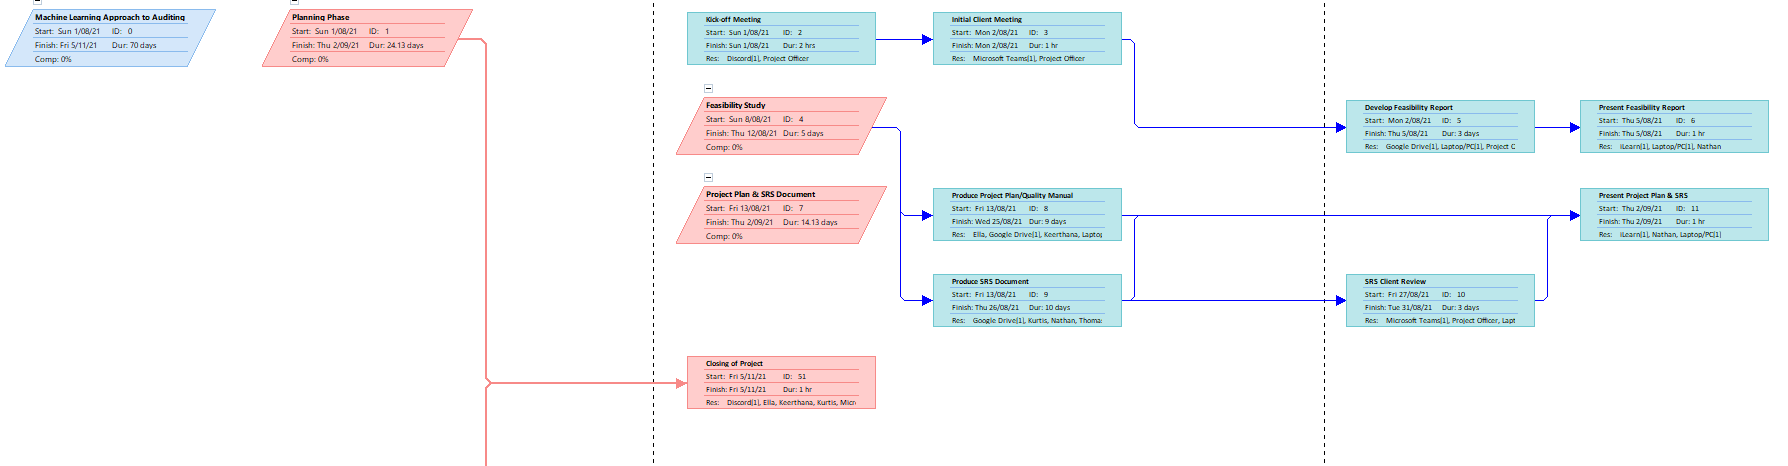 Machine Learning Approach to Auditing
Start: Sun 1/08/21 ID: 0
Finish: Fri 5/11/21 Dur: 70 days
Comp: 0%
Planning Phase
Start: Sun 1/08/21 ID: 1
Finish: Thu 2/09/21 Dur: 24.13 days
Comp: 0%
Kick-off Meeting
Start: Sun 1/08/21 ID: 2
Finish: Sun 1/08/21 Dur: 2 hrs
Res: Discord[1], Project Officer
Initial Client Meeting
Start: Mon 2/08/21 ID: 3
Finish: Mon 2/08/21 Dur: 1 hr
Res: Microsoft Teams[1], Project Officer
Feasibility Study
Start: Sun 8/08/21 ID: 4
Finish: Thu 12/08/21 Dur: 5 days
Comp: 0%
Develop Feasibility Report
Start: Mon 2/08/21 ID: 5
Finish: Thu 5/08/21 Dur: 3 days
Res: Google Drive[1], Laptop/PC[1], Project O
Present Feasibility Report
Start: Thu 5/08/21 ID: 6
Finish: Thu 5/08/21 Dur: 1 hr
Res: iLearn[1], Laptop/PC[1], Nathan
Project Plan & SRS Document
Start: Fri 13/08/21 ID: 7
Finish: Thu 2/09/21 Dur: 14.13 days
Comp: 0%
Produce Project Plan/Quality Manual
Start: Fri 13/08/21 ID: 8
Finish: Wed 25/08/21 Dur: 9 days
Res: Ella, Google Drive[1], Keerthana, Laptop
Present Project Plan & SRS
Start: Thu 2/09/21 ID: 11
Finish: Thu 2/09/21 Dur: 1 hr
Res: iLearn[1], Nathan, Laptop/PC[1]
Produce SRS Document
Start: Fri 13/08/21 ID: 9
Finish: Thu 26/08/21 Dur: 10 days
Res: Google Drive[1], Kurtis, Nathan, Thomas
SRS Client Review
Start: Fri 27/08/21 ID: 10
Finish: Tue 31/08/21 Dur: 3 days
Res: Microsoft Teams[1], Project Officer, Lapt
Closing of Project
Start: Fri 5/11/21 ID: 51
Finish: Fri 5/11/21 Dur: 1 hr
Res: Discord[1], Ella, Keerthana, Kurtis, Micro